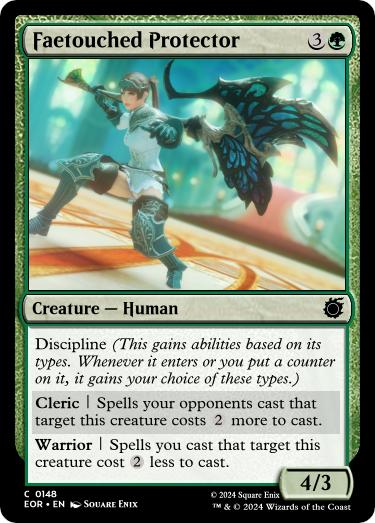 Faetouched Protector 3
Creature — Human
Discipline (This gains abilities based on its
types. Whenever it enters or you put a counter
on it, it gains your choice of these types.)
Cleric | Spells your opponents cast that
target this creature costs 2 more to cast.
Warrior | Spells you cast that target this
creature cost 2 less to cast.
4/3
C 0148
EOR • EN SQUARE ENIX
© 2024 Square Enix
™ & © 2024 Wizards of the Coast